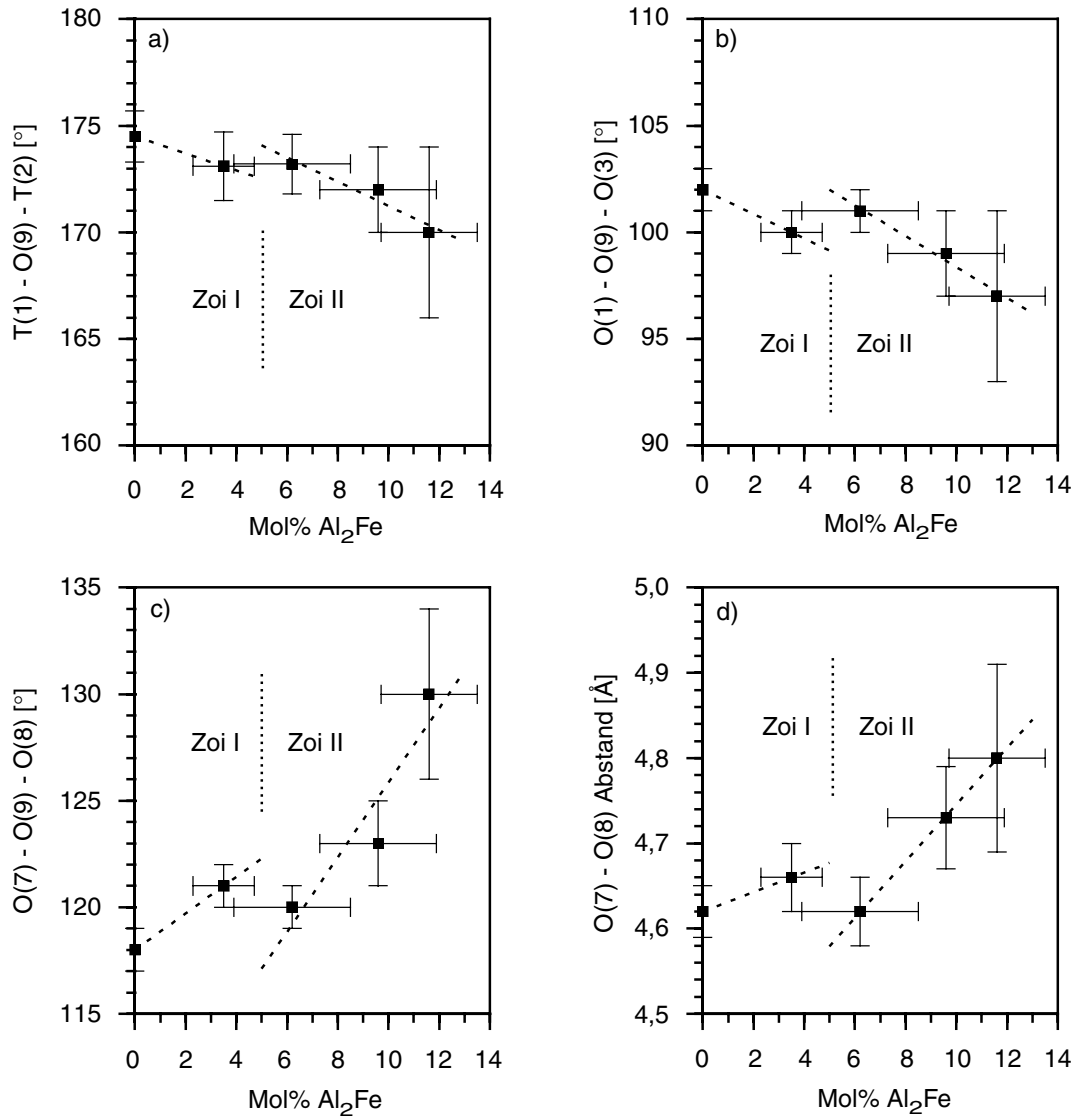 a)
T(1) - O(9) - T(2) [°]
180
175
170
165
160
Zoi I
Zoi II
0 2 4 6 8 10 12 14
Mol% Al₂Fe
b)
O(1) - O(9) - O(3) [°]
110
105
100
95
90
Zoi I
Zoi II
0 2 4 6 8 10 12 14
Mol% Al₂Fe
c)
O(7) - O(9) - O(8) [°]
135
130
125
120
115
Zoi I
Zoi II
0 2 4 6 8 10 12 14
Mol% Al₂Fe
d)
O(7) - O(8) Abstand [Å]
5,0
4,9
4,8
4,7
4,6
4,5
Zoi I
Zoi II
0 2 4 6 8 10 12 14
Mol% Al₂Fe